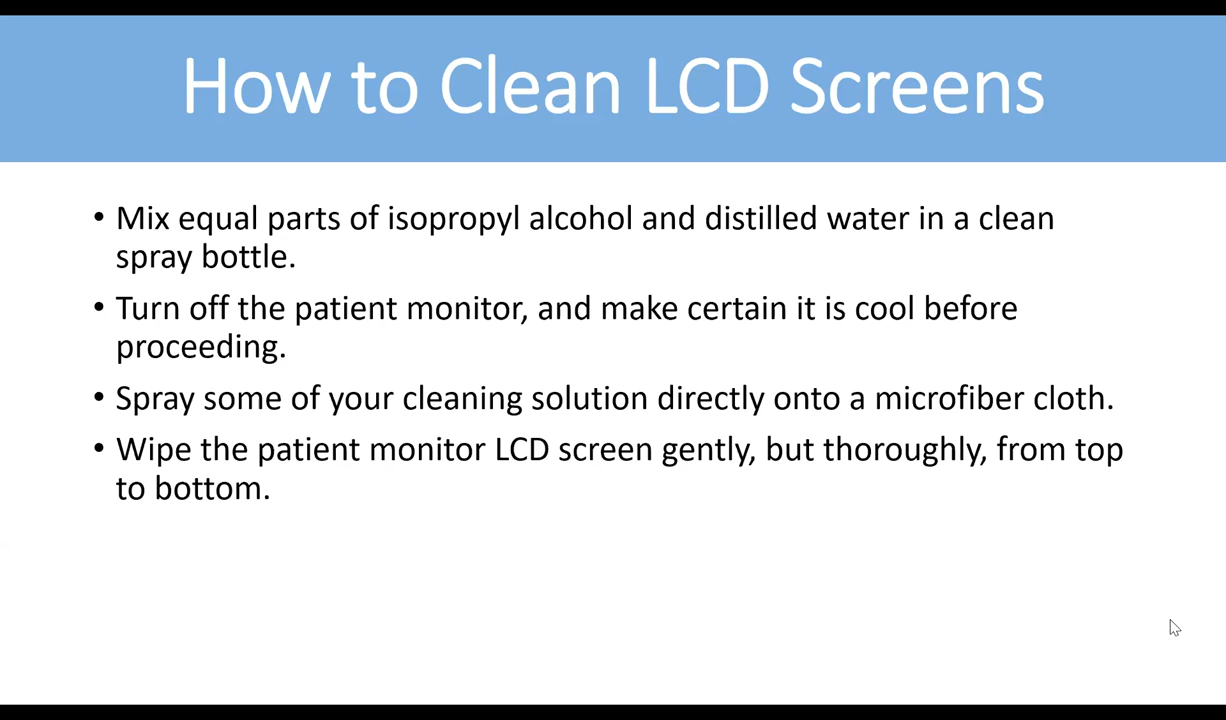 How to Clean LCD Screens
• Mix equal parts of isopropyl alcohol and distilled water in a clean
spray bottle.
• Turn off the patient monitor, and make certain it is cool before
proceeding.
• Spray some of your cleaning solution directly onto a microfiber cloth.
• Wipe the patient monitor LCD screen gently, but thoroughly, from top
to bottom.